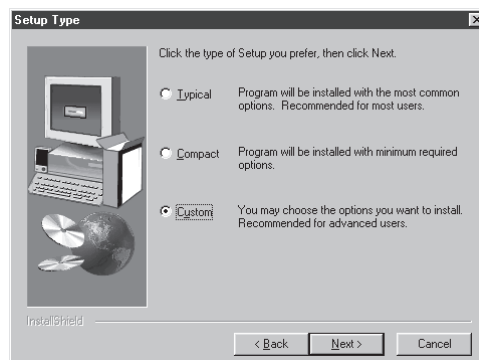 Setup Type
Click the type of Setup you prefer, then click Next.
Typical
Program will be installed with the most common
options. Recommended for most users.
Compact
Program will be installed with minimum required
options.
Custom
You may choose the options you want to install.
Recommended for advanced users.
InstallShield
< Back
Next >
Cancel